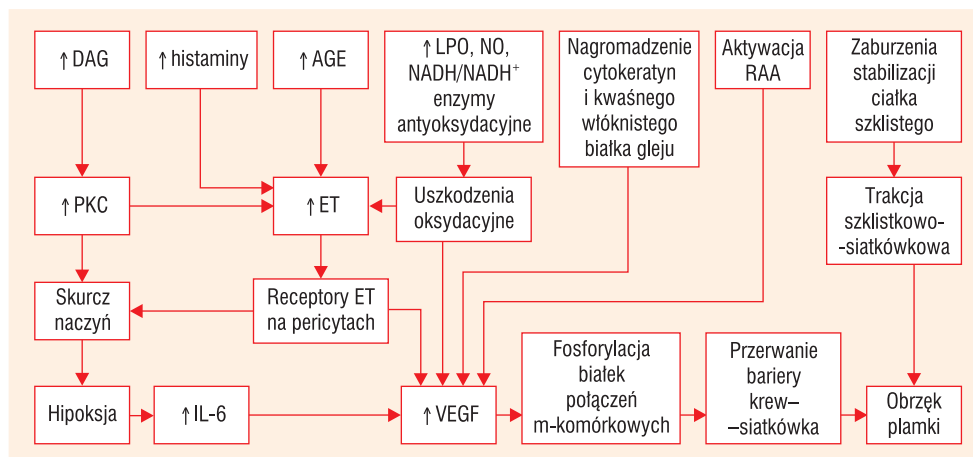 ↑ DAG
↑ histaminy
↑ AGE
↑ LPO, NO,
NADH/NADH⁺
enzymy
antyoksydacyjne
Nagromadzenie
cytokeratyn
i kwaśnego
włóknistego
białka gleju
Aktywacja
RAA
Zaburzenia
stabilizacji
ciałka
szklistego
↑ PKC
↑ ET
Uszkodzenia
oksydacyjne
Trakcja
szklistkowo-
-siatkówkowa
Skurcz
naczyń
Receptory ET
na pericytach
Hipoksja
↑ IL-6
↑ VEGF
Fosforylacja
białek
połączeń
m-komórkowych
Przerwanie
bariery
krew–
–siatkówka
Obrzęk
plamki